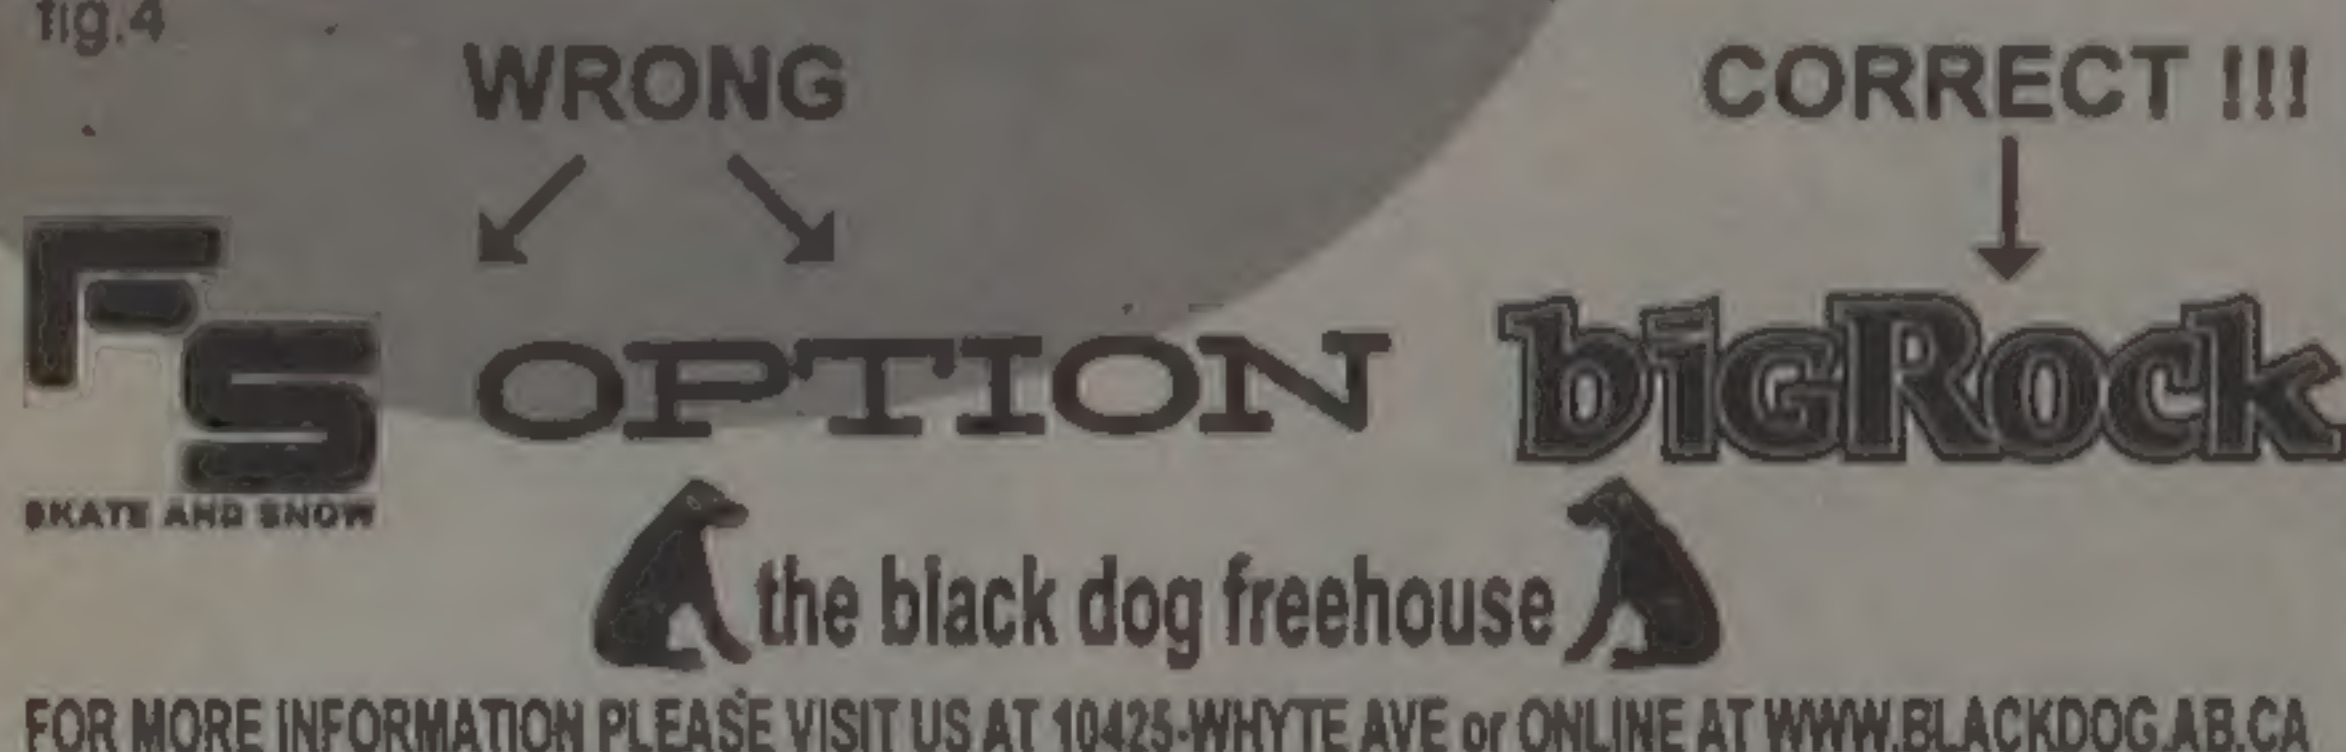 fig.4
WRONG
CORRECT !!!
FS
SKATE AND SNOW
OPTION
bigRock
the black dog freehouse
FOR MORE INFORMATION PLEASE VISIT US AT 10425-WHYTE AVE or ONLINE AT WWW.BLACKDOG.AB.CA